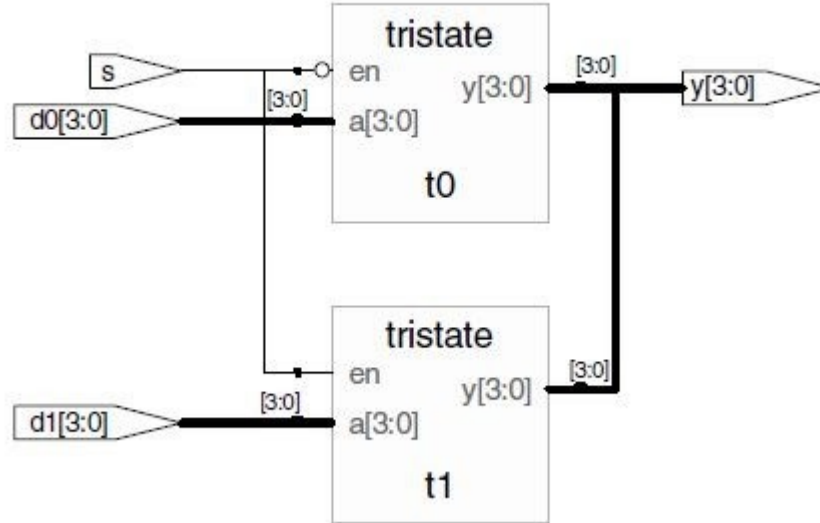 tristate
s
en
[3:0]
y[3:0]
[3:0]
y[3:0]
d0[3:0]
a[3:0]
t0
tristate
en
[3:0]
y[3:0]
[3:0]
d1[3:0]
a[3:0]
t1